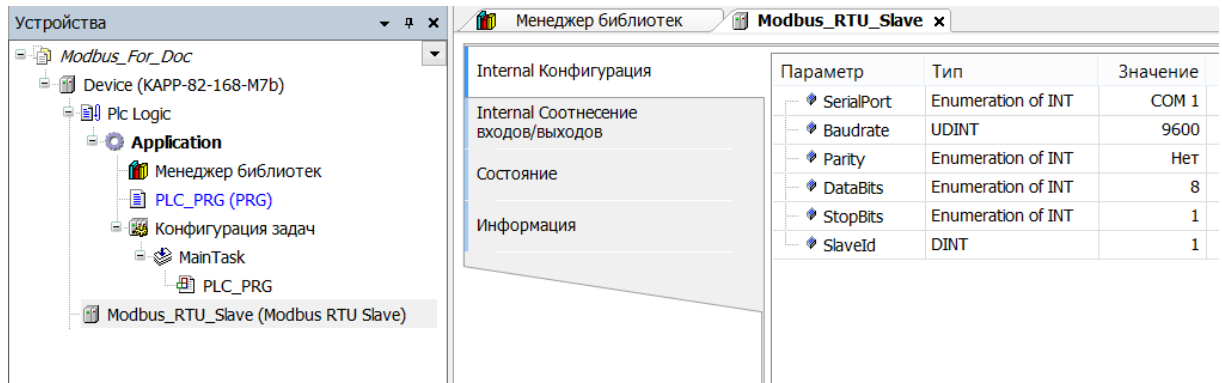 Устройства
Modbus_For_Doc
Device (KAPP-82-168-M7b)
Plc Logic
Application
Менеджер библиотек
PLC_PRG (PRG)
Конфигурация задач
MainTask
PLC_PRG
Modbus_RTU_Slave (Modbus RTU Slave)
Менеджер библиотек
Modbus_RTU_Slave
Internal Конфигурация
Internal Соотнесение
входов/выходов
Состояние
Информация
Параметр Тип Значение
SerialPort Enumeration of INT COM 1
Baudrate UDINT 9600
Parity Enumeration of INT Нет
DataBits Enumeration of INT 8
StopBits Enumeration of INT 1
SlaveId DINT 1